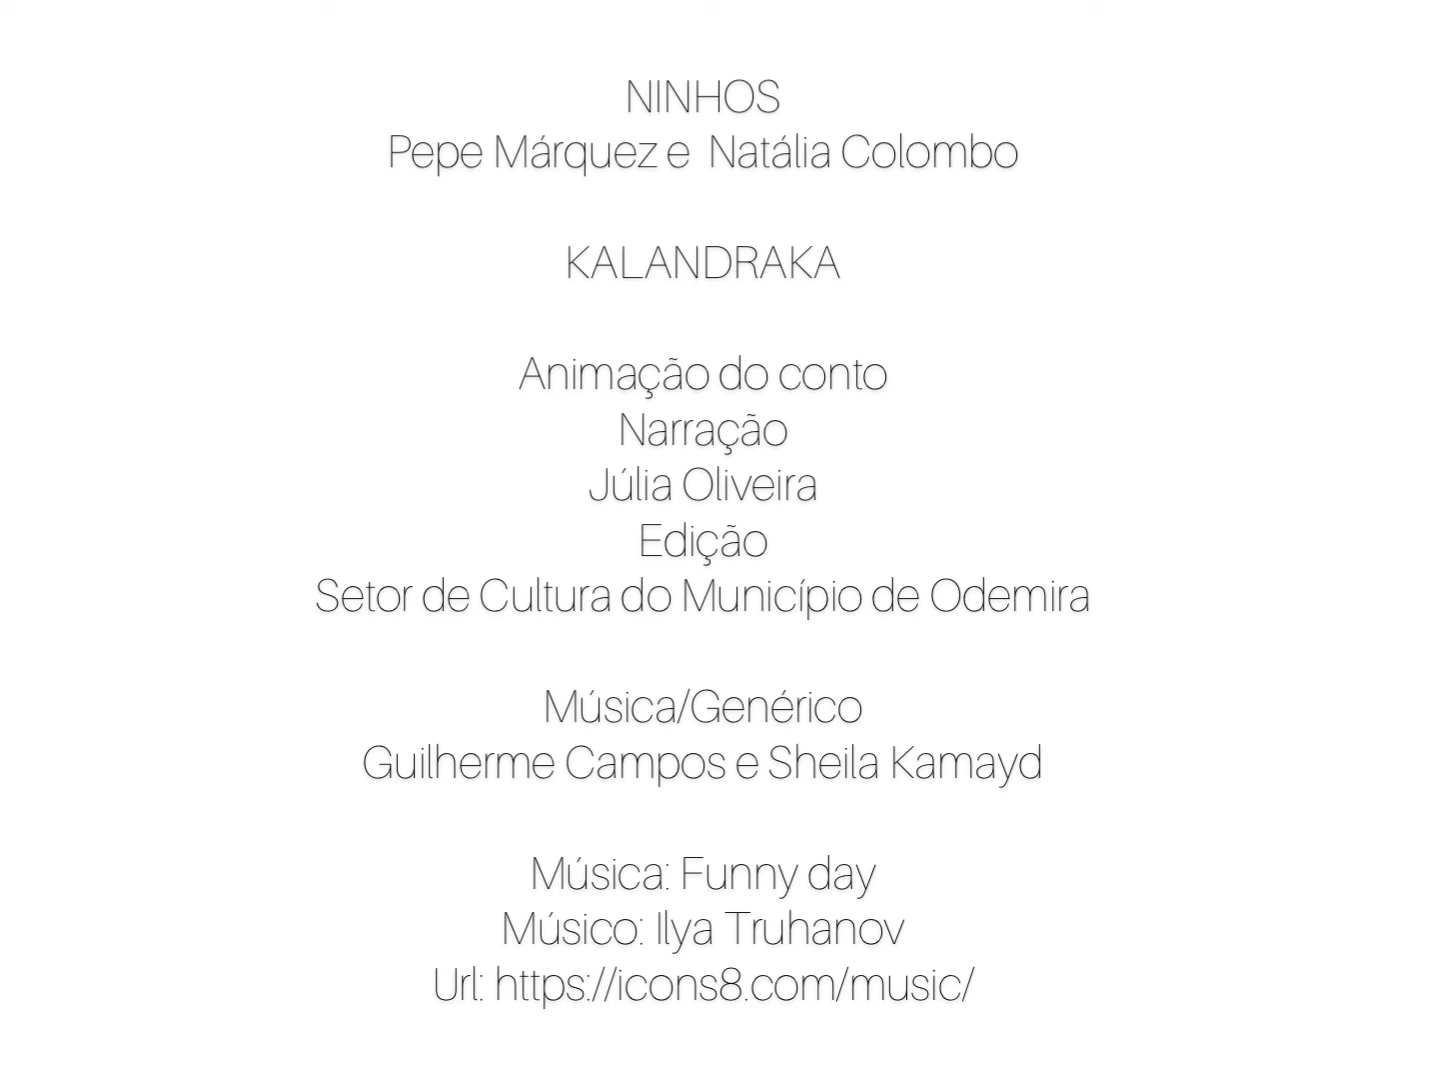 NINHOS
Pepe Márquez e Natália Colombo
KALANDRAKA
Animação do conto
Narração
Júlia Oliveira
Edição
Setor de Cultura do Município de Odemira
Música/Genérico
Guilherme Campos e Sheila Kamayd
Música: Funny day
Músico: Ilya Truhanov
Url: https://icons8.com/music/